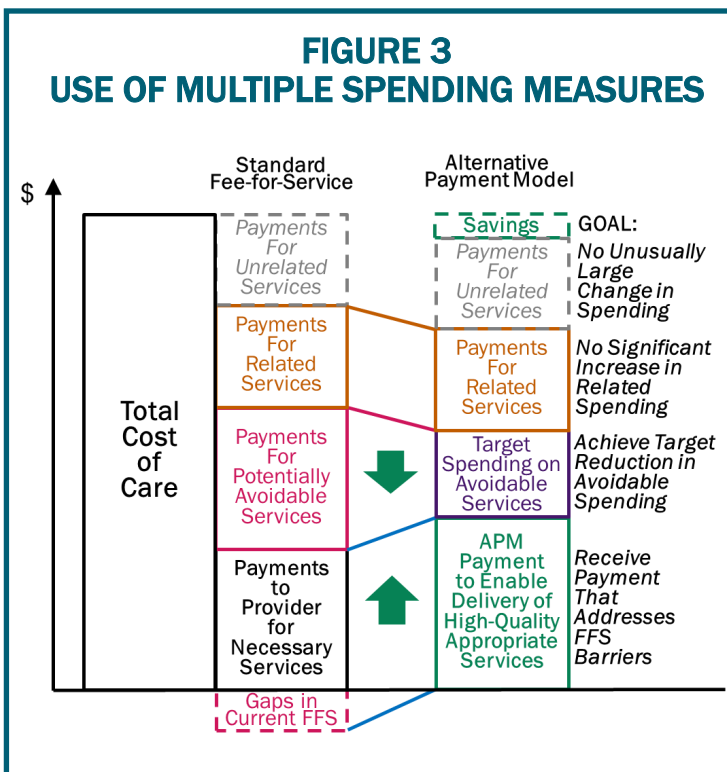 FIGURE 3
USE OF MULTIPLE SPENDING MEASURES
$
Standard
Fee-for-Service
Alternative
Payment Model
Total
Cost
of
Care
Payments
For
Unrelated
Services
Payments
For
Related
Services
Payments
For
Potentially
Avoidable
Services
Payments
to
Provider
for
Necessary
Services
Gaps in
Current FFS
Savings
Payments
For
Unrelated
Services
Payments
For
Related
Services
Target
Spending on
Avoidable
Services
APM
Payment
to Enable
Delivery of
High-Quality
Appropriate
Services
GOAL:
No Unusually
Large
Change in
Spending
No Significant
Increase in
Related
Spending
Achieve Target
Reduction in
Avoidable
Spending
Receive
Payment
That
Addresses
FFS
Barriers